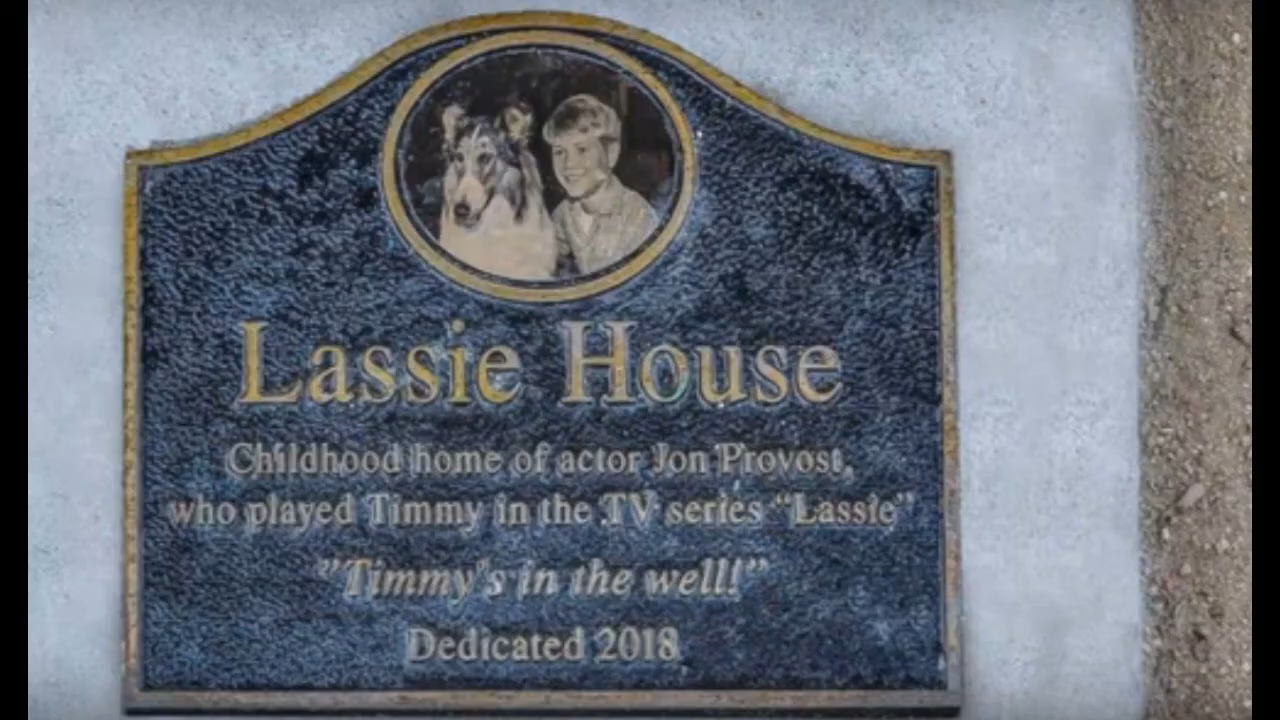 Lassie House
Childhood home of actor Jon Provost,
who played Timmy in the TV series “Lassie”
"Timmy's in the well!"
Dedicated 2018